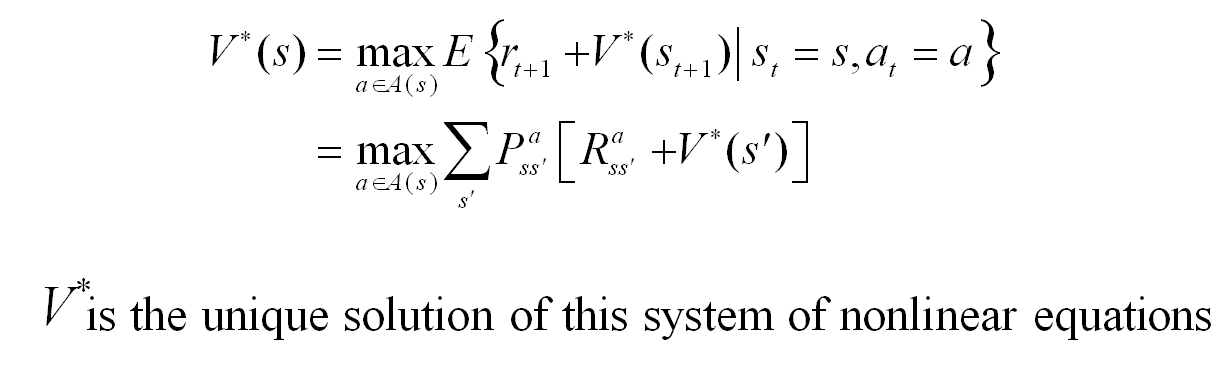 V*(s) = max_{a∈A(s)} E {r_{t+1} +V*(s_{t+1})| s_t = s, a_t = a}
= max_{a∈A(s)} ∑_{s′} P^a_{ss′} [ R^a_{ss′} +V*(s′) ]
V* is the unique solution of this system of nonlinear equations